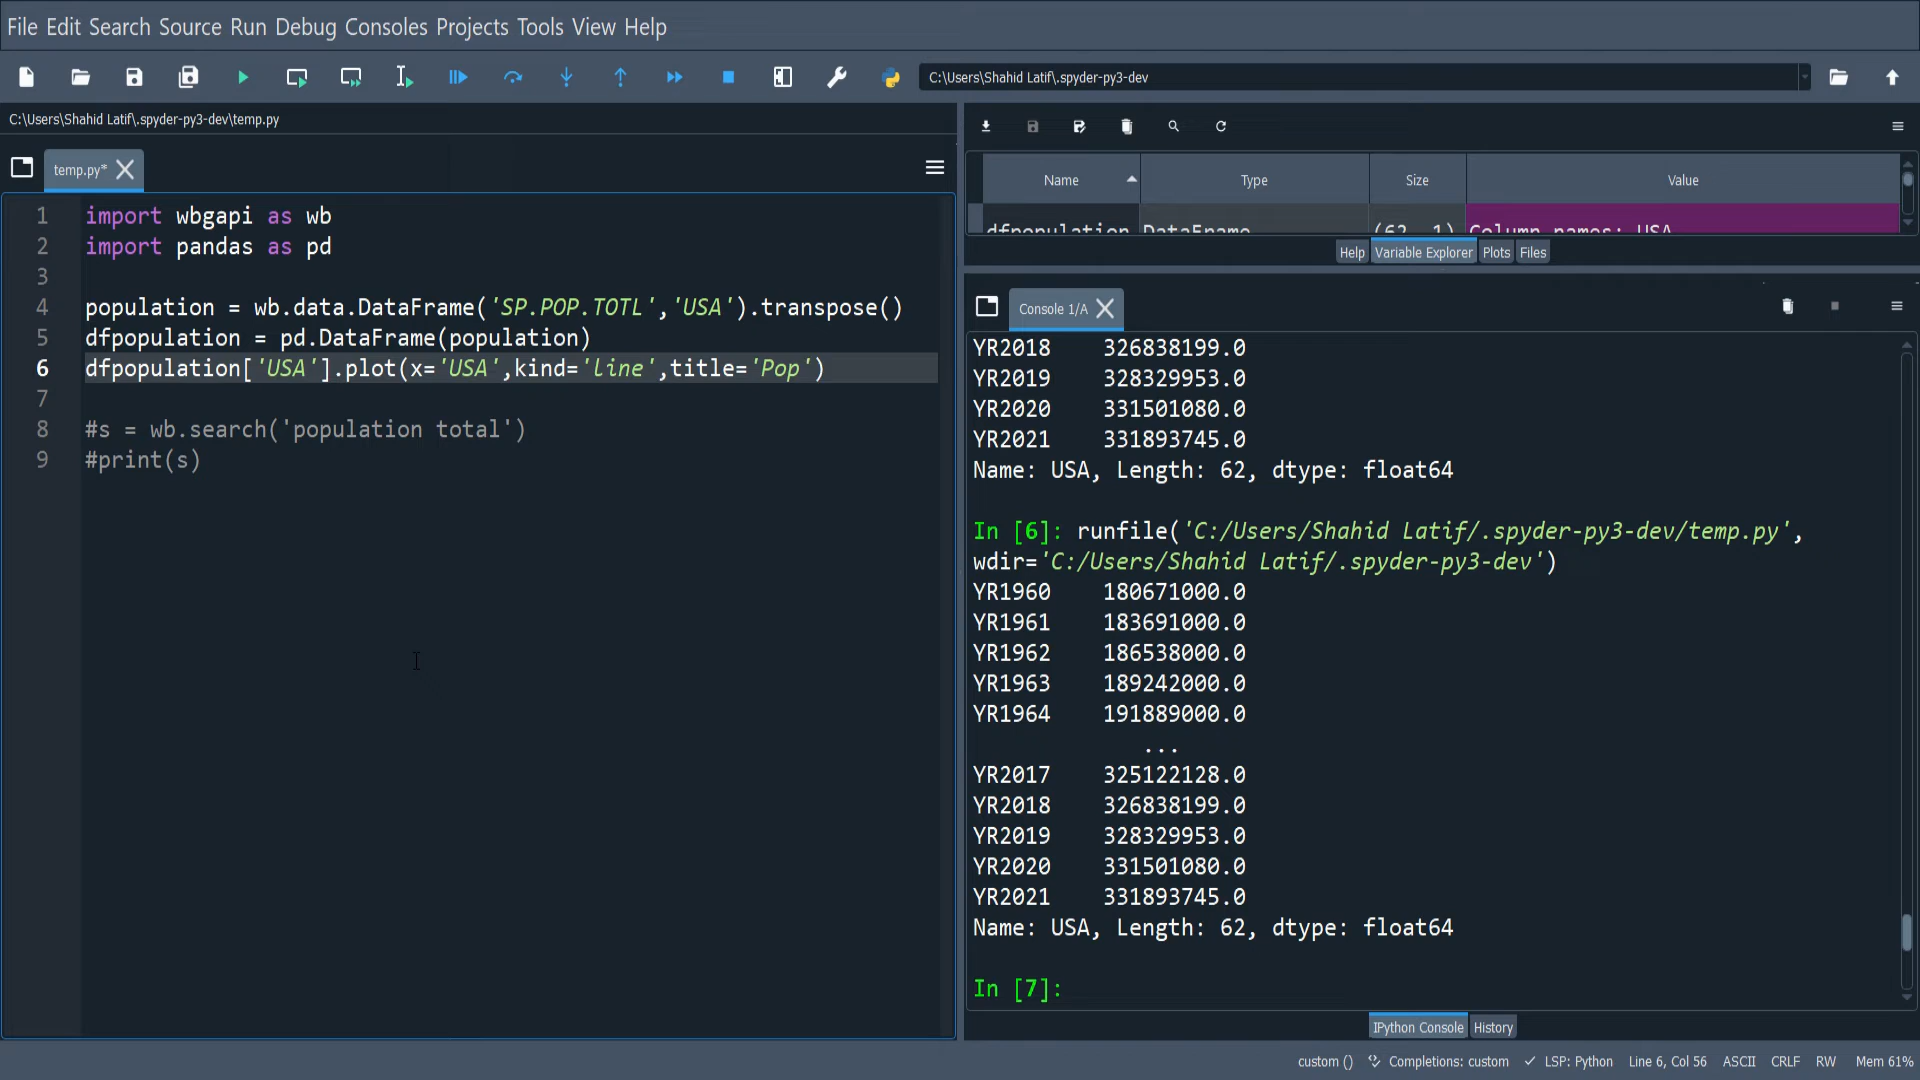 File Edit Search Source Run Debug Consoles Projects Tools View Help
C:\Users\Shahid Latif\.spyder-py3-dev
C:\Users\Shahid Latif\.spyder-py3-dev\temp.py
temp.py*
1 import wbgapi as wb
2 import pandas as pd
3
4 population = wb.data.DataFrame('SP.POP.TOTL','USA').transpose()
5 dfpopulation = pd.DataFrame(population)
6 dfpopulation['USA'].plot(x='USA',kind='line',title='Pop')
7
8 #s = wb.search('population total')
9 #print(s)
Name Type Size Value
dfpopulation DataFrame (62, 1) Column names: USA
Help Variable Explorer Plots Files
Console 1/A
YR2018 326838199.0
YR2019 328329953.0
YR2020 331501080.0
YR2021 331893745.0
Name: USA, Length: 62, dtype: float64
In [6]: runfile('C:/Users/Shahid Latif/.spyder-py3-dev/temp.py',
wdir='C:/Users/Shahid Latif/.spyder-py3-dev')
YR1960 180671000.0
YR1961 183691000.0
YR1962 186538000.0
YR1963 189242000.0
YR1964 191889000.0
...
YR2017 325122128.0
YR2018 326838199.0
YR2019 328329953.0
YR2020 331501080.0
YR2021 331893745.0
Name: USA, Length: 62, dtype: float64
In [7]:
IPython Console History
custom () Completions: custom LSP: Python Line 6, Col 56 ASCII CRLF RW Mem 61%